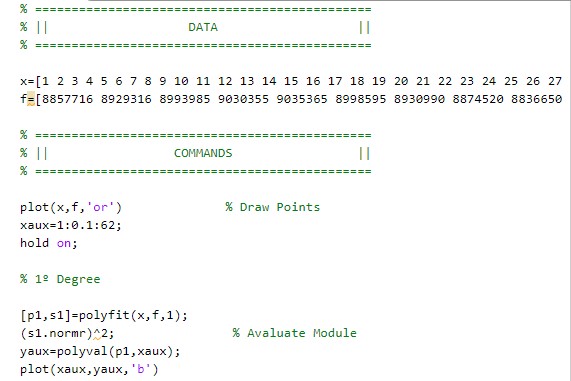 % ==============================================
% ||                   DATA                   ||
% ==============================================
x=[1 2 3 4 5 6 7 8 9 10 11 12 13 14 15 16 17 18 19 20 21 22 23 24 25 26 27
f=[8857716 8929316 8993985 9030355 9035365 8998595 8930990 8874520 8836650
% ==============================================
% ||                 COMMANDS                 ||
% ==============================================
plot(x,f,'or')              % Draw Points
xaux=1:0.1:62;
hold on;
% 1º Degree
[p1,s1]=polyfit(x,f,1);
(s1.normr)^2;                % Avaluate Module
yaux=polyval(p1,xaux);
plot(xaux,yaux,'b')